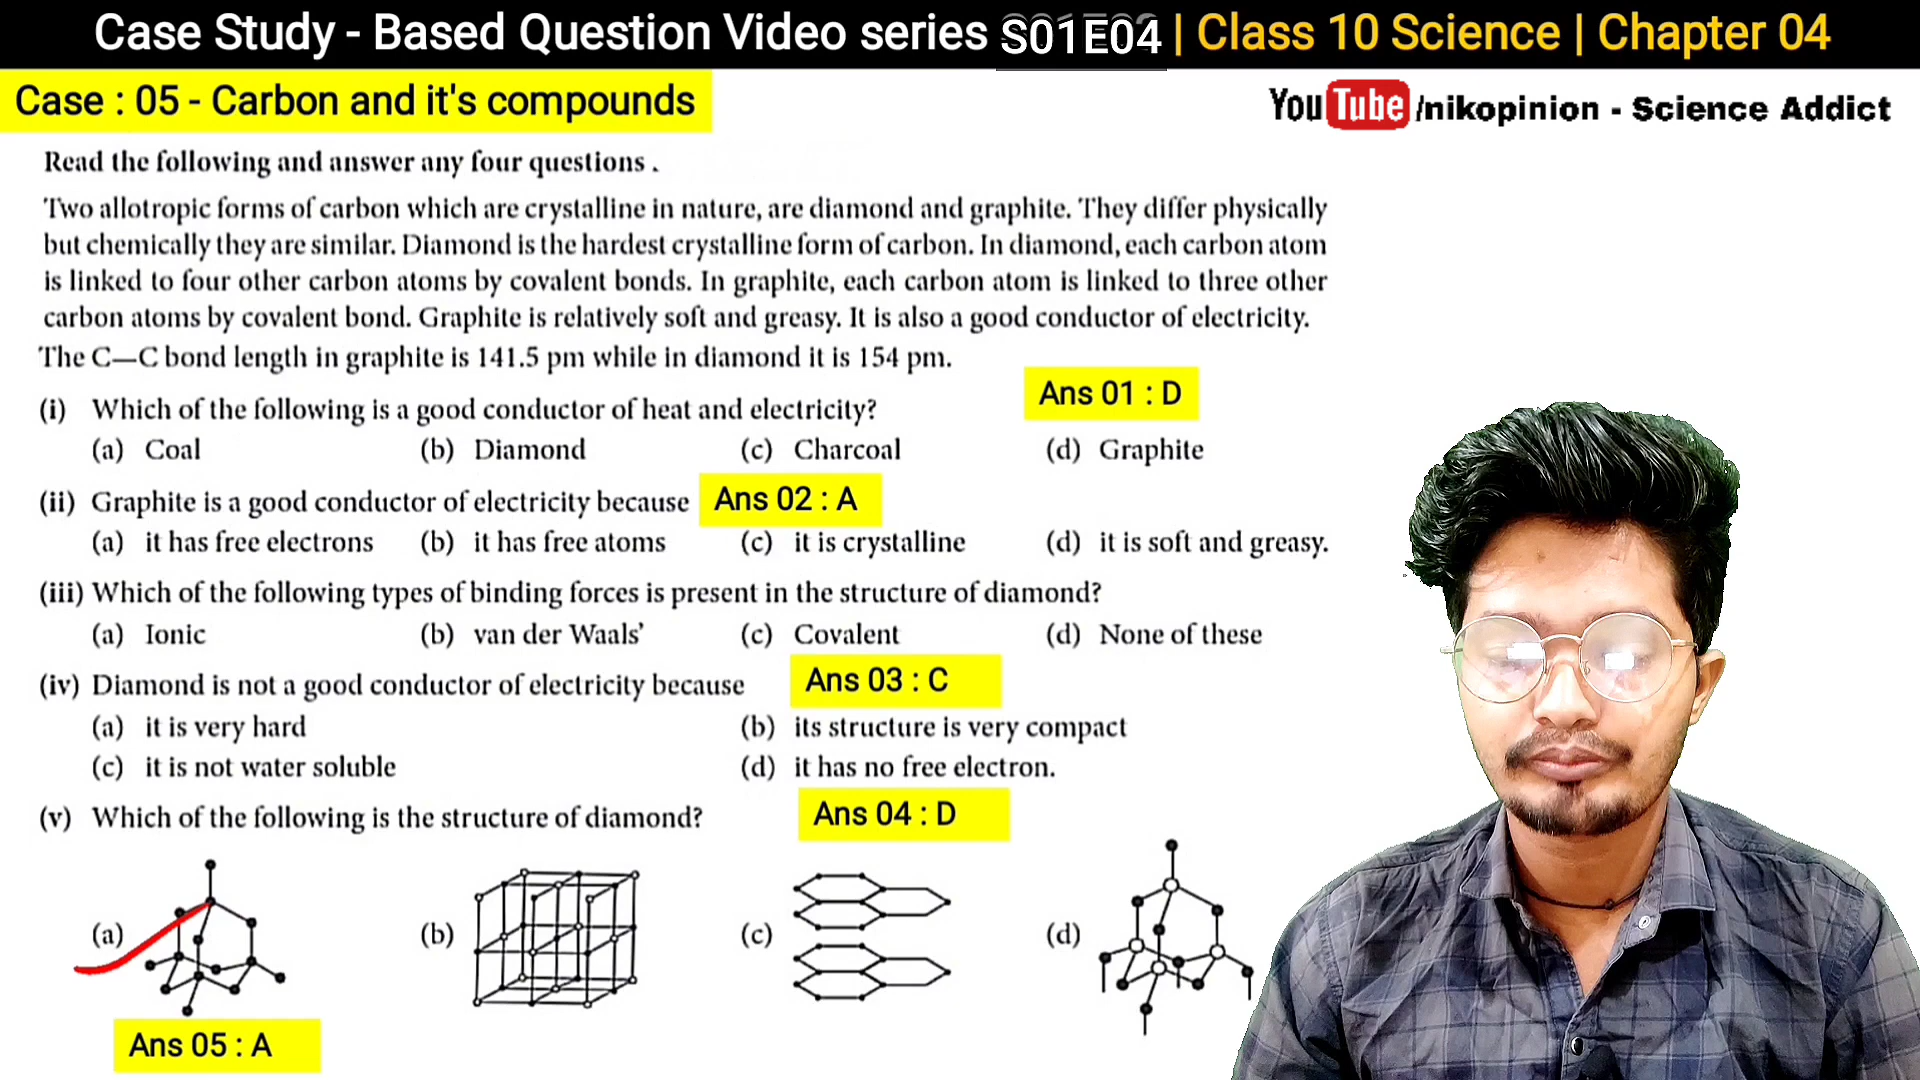 Case Study - Based Question Video series S01E04 | Class 10 Science | Chapter 04
Case : 05 - Carbon and it's compounds
YouTube /nikopinion - Science Addict
Read the following and answer any four questions .
Two allotropic forms of carbon which are crystalline in nature, are diamond and graphite. They differ physically
but chemically they are similar. Diamond is the hardest crystalline form of carbon. In diamond, each carbon atom
is linked to four other carbon atoms by covalent bonds. In graphite, each carbon atom is linked to three other
carbon atoms by covalent bond. Graphite is relatively soft and greasy. It is also a good conductor of electricity.
The C—C bond length in graphite is 141.5 pm while in diamond it is 154 pm.
Ans 01 : D
(i) Which of the following is a good conductor of heat and electricity?
(a) Coal (b) Diamond (c) Charcoal (d) Graphite
(ii) Graphite is a good conductor of electricity because Ans 02 : A
(a) it has free electrons (b) it has free atoms (c) it is crystalline (d) it is soft and greasy.
(iii) Which of the following types of binding forces is present in the structure of diamond?
(a) Ionic (b) van der Waals’ (c) Covalent (d) None of these
(iv) Diamond is not a good conductor of electricity because Ans 03 : C
(a) it is very hard (b) its structure is very compact
(c) it is not water soluble (d) it has no free electron.
(v) Which of the following is the structure of diamond? Ans 04 : D
(a) (b) (c) (d)
Ans 05 : A